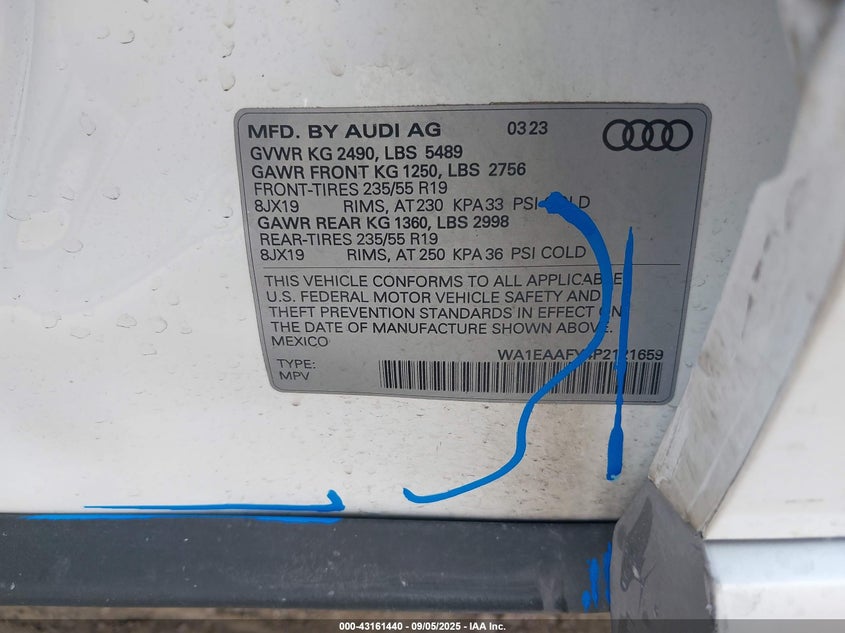 MFD. BY AUDI AG 03 23
GVWR KG 2490, LBS 5489
GAWR FRONT KG 1250, LBS 2756
FRONT-TIRES 235/55 R19
8JX19 RIMS, AT 230 KPA 33 PSI COLD
GAWR REAR KG 1360, LBS 2998
REAR-TIRES 235/55 R19
8JX19 RIMS, AT 250 KPA 36 PSI COLD
THIS VEHICLE CONFORMS TO ALL APPLICABLE
U.S. FEDERAL MOTOR VEHICLE SAFETY AND
THEFT PREVENTION STANDARDS IN EFFECT ON
THE DATE OF MANUFACTURE SHOWN ABOVE.
MEXICO
TYPE:
MPV
000-43161440 - 09/05/2025 - IAA Inc.